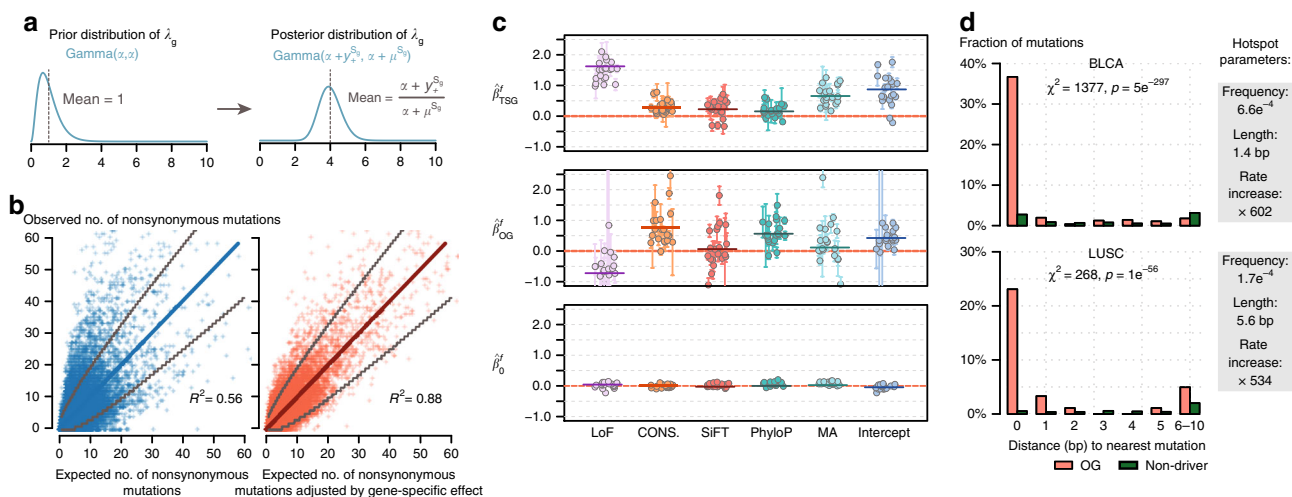 a
Prior distribution of λg
Gamma(α,α)
Mean = 1
0 2 4 6 8 10
Posterior distribution of λg
Gamma(α + y+^Sg, α + μ^Sg)
Mean = (α + y+^Sg) / (α + μ^Sg)
0 2 4 6 8 10
b
Observed no. of nonsynonymous mutations
60
50
40
30
20
10
0
R² = 0.56
R² = 0.88
0 10 20 30 40 50 60
0 10 20 30 40 50 60
Expected no. of nonsynonymous
mutations
Expected no. of nonsynonymous
mutations adjusted by gene-specific effect
c
β̂^f TSG
2.0
1.0
0.0
−1.0
β̂^f OG
2.0
1.0
0.0
−1.0
β̂^f 0
2.0
1.0
0.0
−1.0
LoF CONS. SiFT PhyloP MA Intercept
d
Fraction of mutations
BLCA
χ² = 1377, p = 5e⁻²⁹⁷
40%
30%
40%
10%
0%
LUSC
χ² = 268, p = 1e⁻⁵⁶
30%
20%
10%
0%
0 1 2 3 4 5 6–10
Distance (bp) to nearest mutation
OG Non-driver
Hotspot
parameters:
Frequency:
6.6e⁻⁴
Length:
1.4 bp
Rate
increase:
× 602
Frequency:
1.7e⁻⁴
Length:
5.6 bp
Rate
increase:
× 534